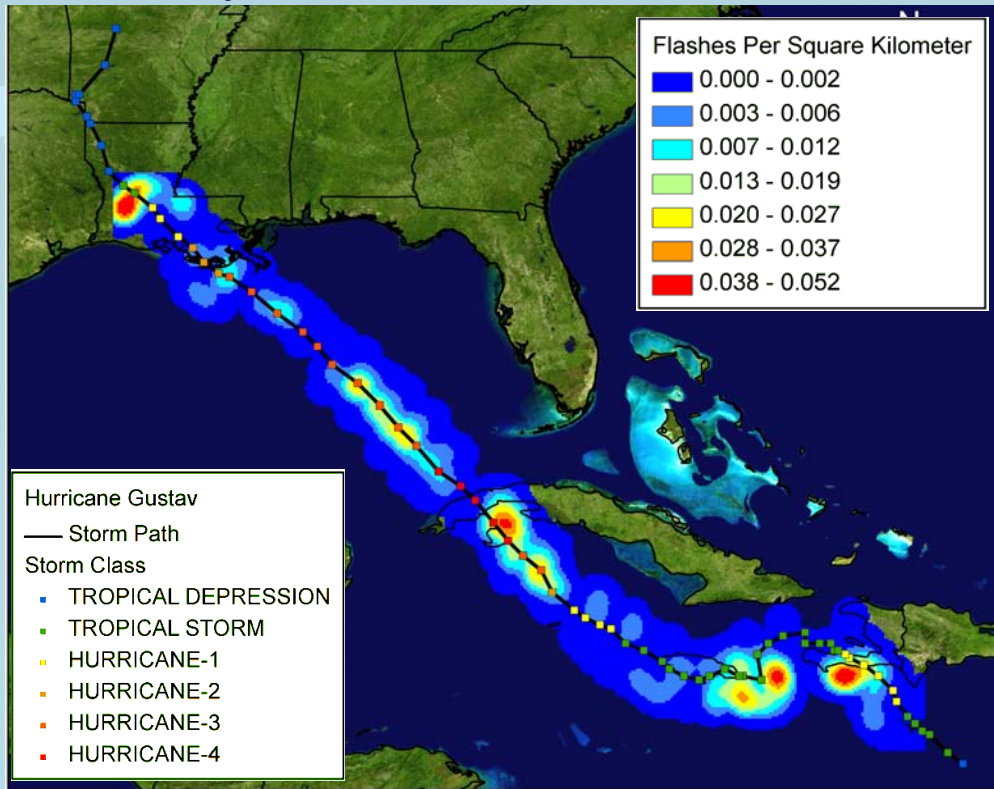 Flashes Per Square Kilometer
0.000 - 0.002
0.003 - 0.006
0.007 - 0.012
0.013 - 0.019
0.020 - 0.027
0.028 - 0.037
0.038 - 0.052
Hurricane Gustav
Storm Path
Storm Class
TROPICAL DEPRESSION
TROPICAL STORM
HURRICANE-1
HURRICANE-2
HURRICANE-3
HURRICANE-4